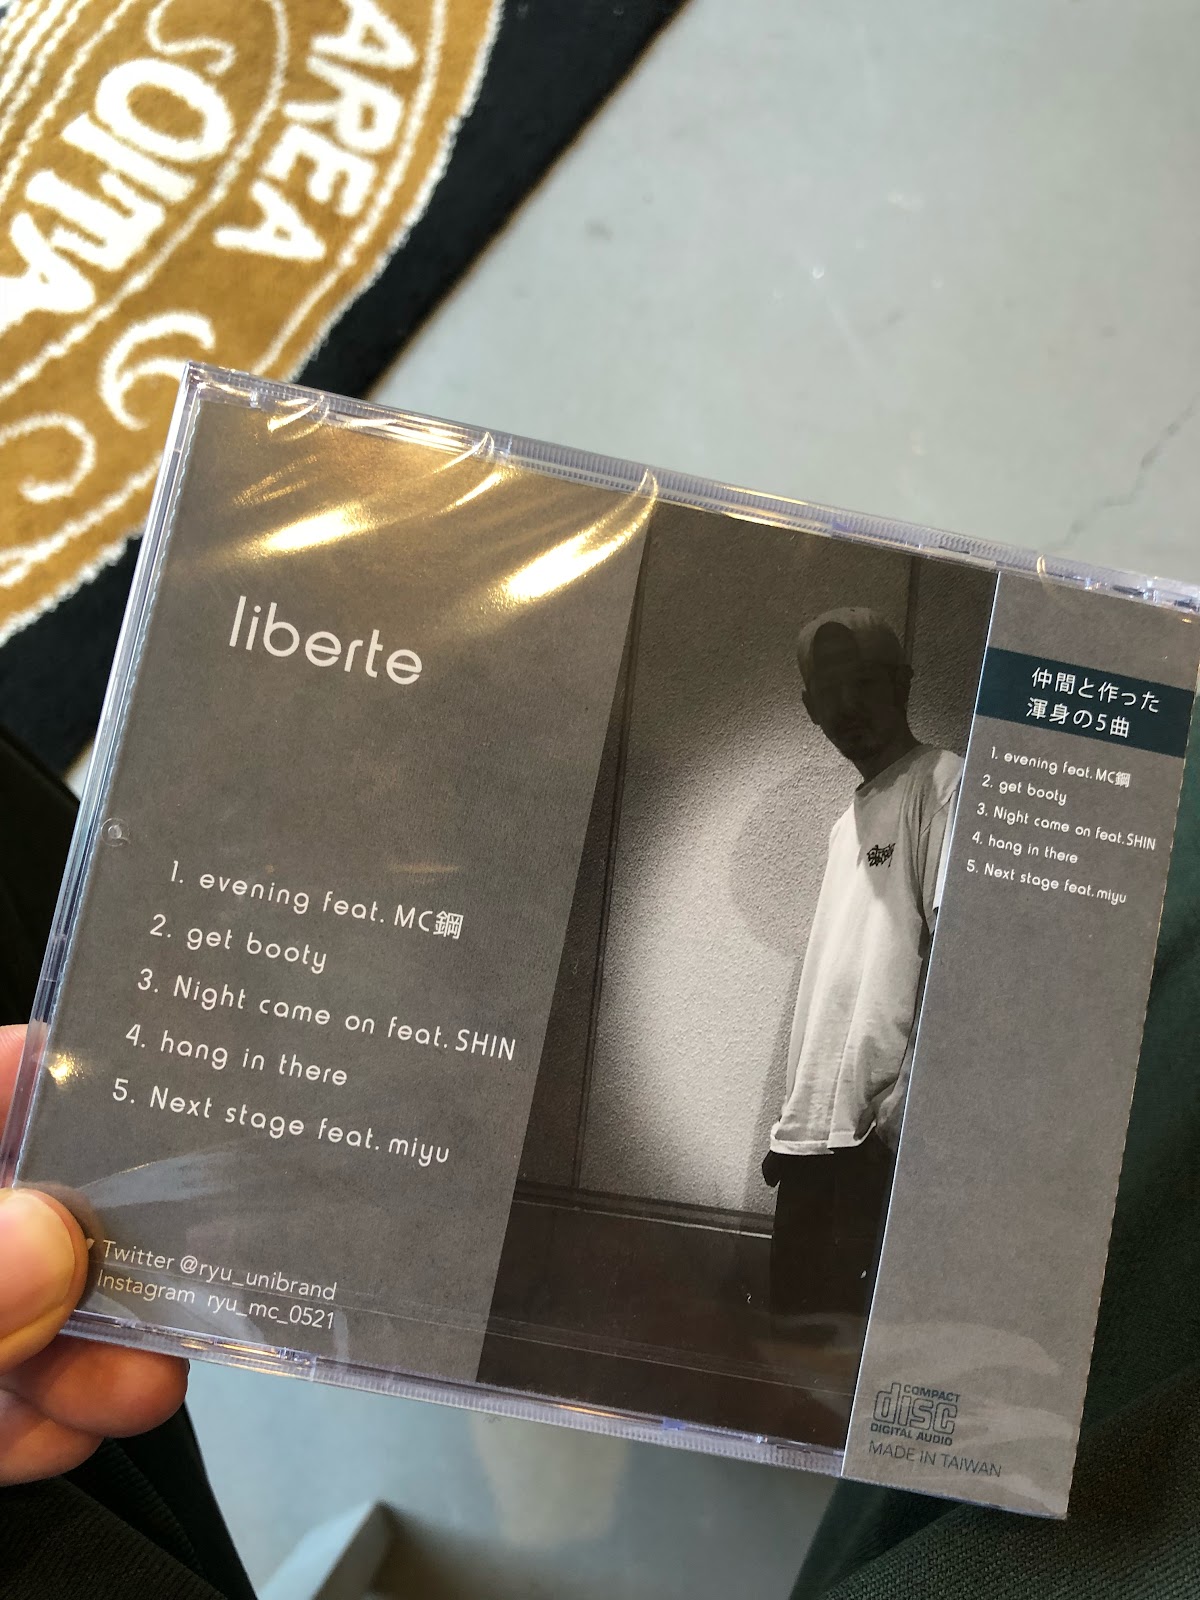 AREA
SOMA
liberte
1. evening feat. MC鋼
2. get booty
3. Night came on feat. SHIN
4. hang in there
5. Next stage feat. miyu
Twitter @ryu_unibrand
Instagram ryu_mc_0521
仲間と作った
渾身の5曲
1. evening feat. MC鋼
2. get booty
3. Night came on feat. SHIN
4. hang in there
5. Next stage feat. miyu
COMPACT
disc
DIGITAL AUDIO
MADE IN TAIWAN